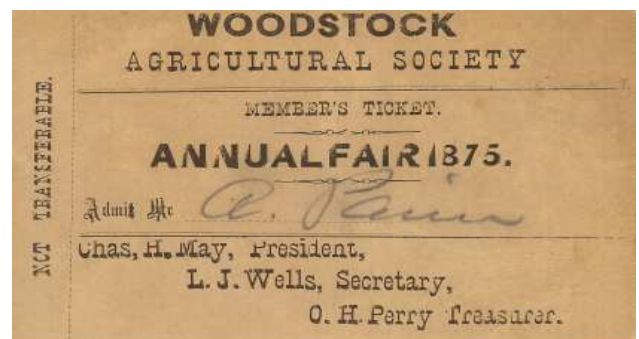 WOODSTOCK
AGRICULTURAL SOCIETY
MEMBER'S TICKET.
ANNUAL FAIR 1875.
Admit Mr A.
Chas, H. May, President,
L. J. Wells, Secretary,
O. H. Perry Treasurer.
NOT TRANSFERABLE.